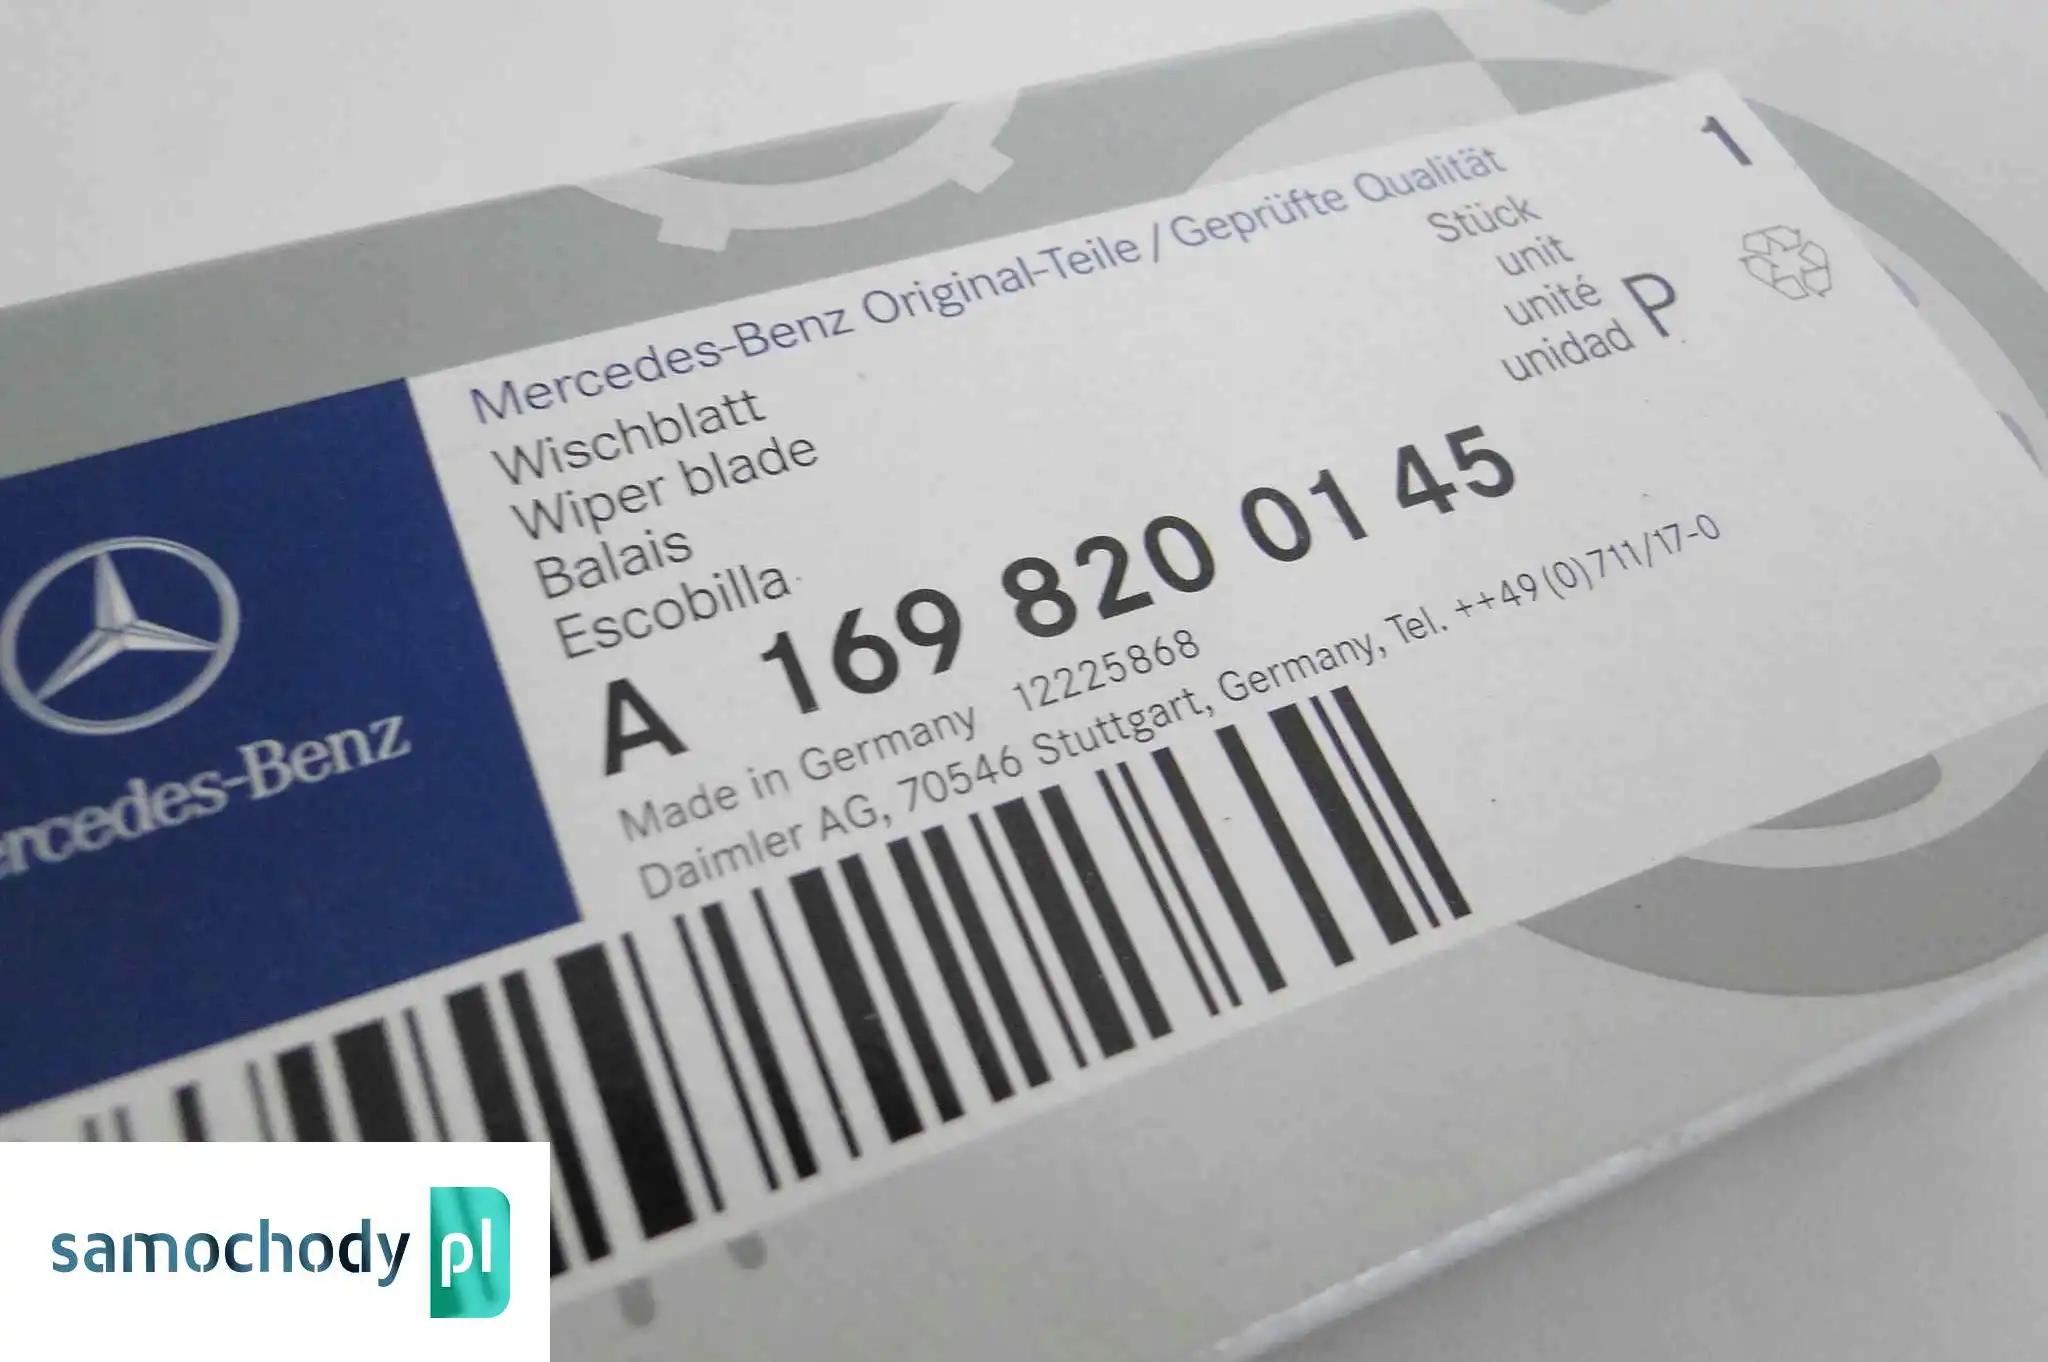 Mercedes-Benz Original-Teile / Geprüfte Qualität
1
Wischblatt
Wiper blade
Balais
Escobilla
Stück
unit
unité
unidad P
A 169 820 01 45
Made in Germany 12225868
Daimler AG, 70546 Stuttgart, Germany, Tel. ++49 (0) 711/17-0
ercedes-Benz
samochody pl